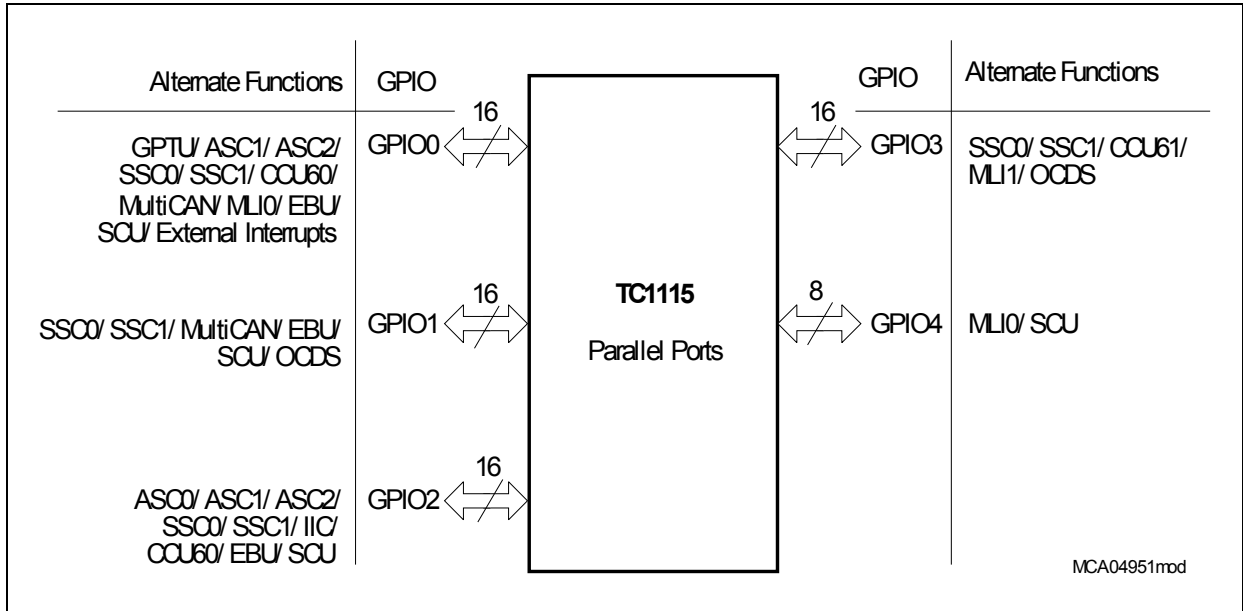 Alternate Functions
GPIO
GPTU/ ASC1/ ASC2/
SSC0/ SSC1/ CCU60/
MultiCAN/ MLI0/ EBU/
SCU/ External Interrupts
GPIO0
16
SSC0/ SSC1/ MultiCAN/ EBU/
SCU/ OCDS
GPIO1
16
ASC0/ ASC1/ ASC2/
SSC0/ SSC1/ IIC/
CCU60/ EBU/ SCU
GPIO2
16
TC1115
Parallel Ports
GPIO
Alternate Functions
16
GPIO3
SSC0/ SSC1/ CCU61/
MLI1/ OCDS
8
GPIO4
MLI0/ SCU
MCA04951mod